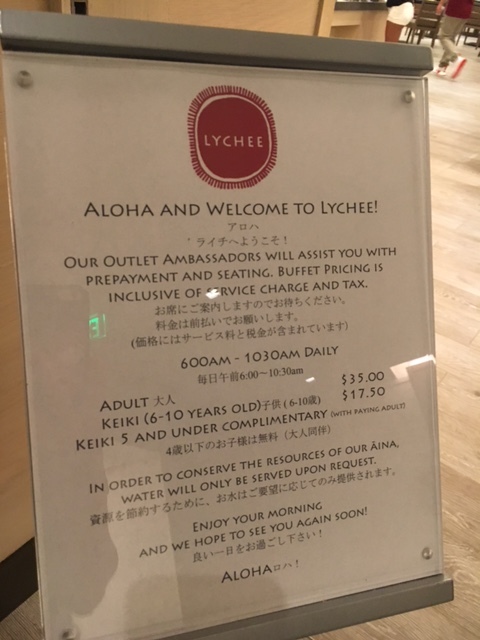 LYCHEE
ALOHA AND WELCOME TO LYCHEE!
アロハ
ライチへようこそ!
OUR OUTLET AMBASSADORS WILL ASSIST YOU WITH
PREPAYMENT AND SEATING. BUFFET PRICING IS
INCLUSIVE OF SERVICE CHARGE AND TAX.
お席にご案内しますのでお待ちください。
料金は前払いでお願いします。
(価格にはサービス料と税金が含まれています)
600AM - 1030AM DAILY
毎日午前6:00~10:30am
ADULT 大人 $35.00
KEIKI (6-10 YEARS OLD)子供 ( 6-10歳) $17.50
KEIKI 5 AND UNDER COMPLIMENTARY (WITH PAYING ADULT)
4歳以下のお子様は無料(大人同伴)
IN ORDER TO CONSERVE THE RESOURCES OF OUR ĀINA,
WATER WILL ONLY BE SERVED UPON REQUEST.
資源を節約するために、お水はご要望に応じてのみ提供されます。
ENJOY YOUR MORNING
AND WE HOPE TO SEE YOU AGAIN SOON!
良い一日をお過ごし下さい!
ALOHAロハ!